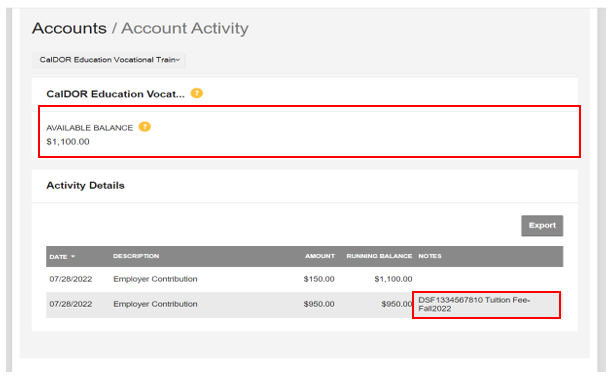 Accounts / Account Activity
CalDOR Education Vocational Train
CalDOR Education Vocat... ?
AVAILABLE BALANCE ?
$1,100.00
Activity Details
Export
DATE DESCRIPTION AMOUNT RUNNING BALANCE NOTES
07/28/2022 Employer Contribution $150.00 $1,100.00
07/28/2022 Employer Contribution $950.00 $950.00 DSF1334567810 Tuition Fee-
Fall2022